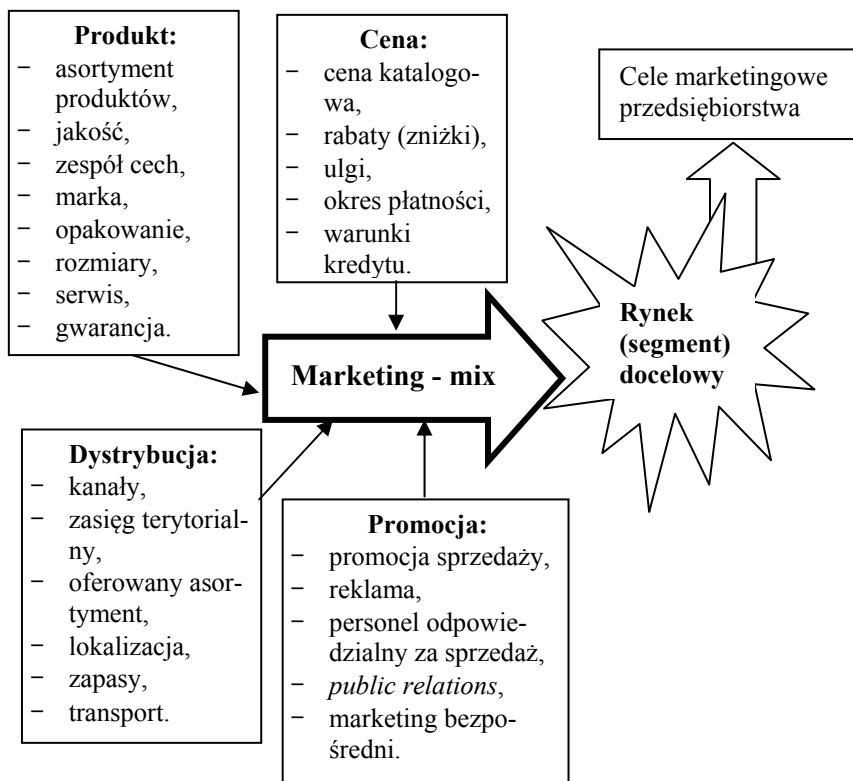 Produkt:
− asortyment
produktów,
− jakość,
− zespół cech,
− marka,
− opakowanie,
− rozmiary,
− serwis,
− gwarancja.
Cena:
− cena katalogo-
wa,
− rabaty (zniżki),
− ulgi,
− okres płatności,
− warunki
kredytu.
Cele marketingowe
przedsiębiorstwa
Marketing - mix
Rynek
(segment)
docelowy
Dystrybucja:
− kanały,
− zasięg terytorial-
ny,
− oferowany asor-
tyment,
− lokalizacja,
− zapasy,
− transport.
Promocja:
− promocja sprzedaży,
− reklama,
− personel odpowie-
dzialny za sprzedaż,
− public relations,
− marketing bezpo-
średni.